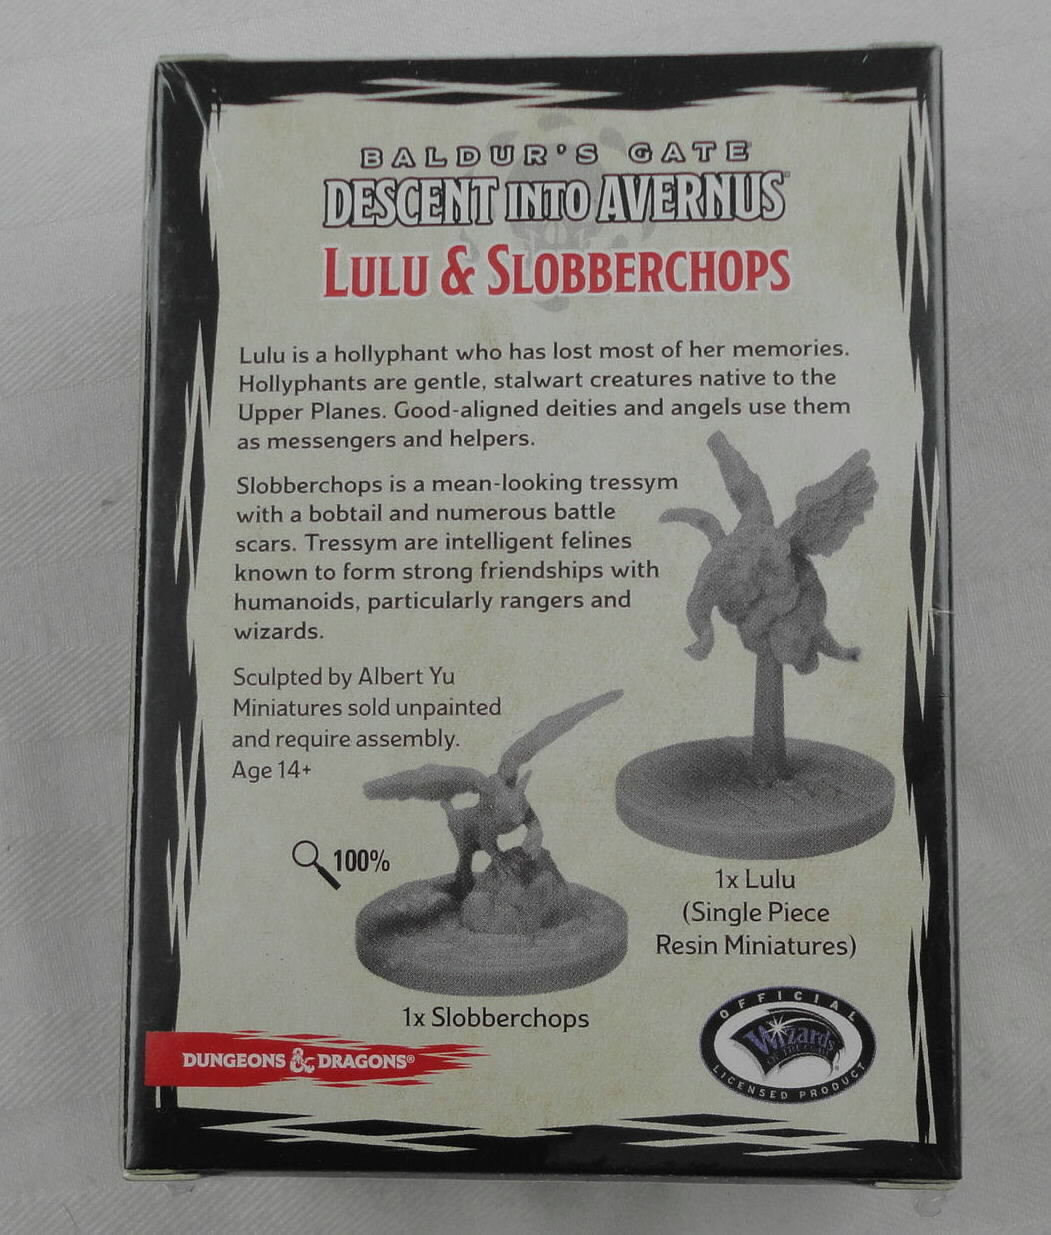 BALDUR'S GATE
DESCENT INTO AVERNUS
LULU & SLOBBERCHOPS
Lulu is a hollyphant who has lost most of her memories.
Hollyphants are gentle, stalwart creatures native to the
Upper Planes. Good-aligned deities and angels use them
as messengers and helpers.
Slobberchops is a mean-looking tressym
with a bobtail and numerous battle
scars. Tressym are intelligent felines
known to form strong friendships with
humanoids, particularly rangers and
wizards.
Sculpted by Albert Yu
Miniatures sold unpainted
and require assembly.
Age 14+
100%
1x Lulu
(Single Piece
Resin Miniatures)
1x Slobberchops
DUNGEONS & DRAGONS®
OFFICIAL
Wizards
OF THE COAST
®
LICENSED PRODUCT